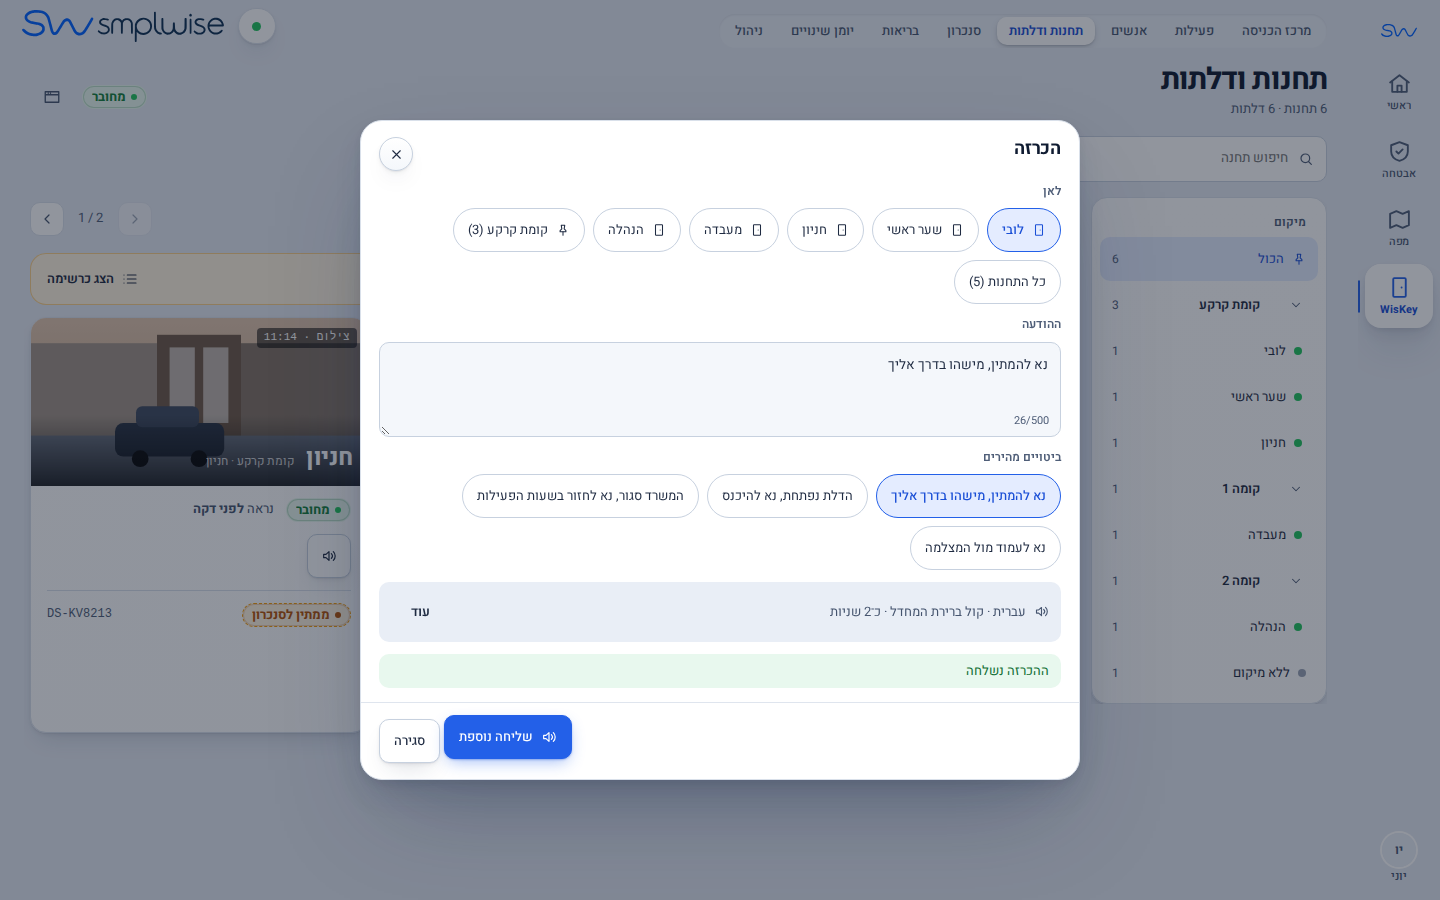 smplwise
מרכז הכניסה
פעילות
אנשים
תחנות ודלתות
סנכרון
בריאות
יומן שינויים
ניהול
ראשי
אבטחה
מפה
WisKey
יו
יוני
תחנות ודלתות
6 תחנות · 6 דלתות
מחובר
חיפוש תחנה
1 / 2
מיקום
הכול 6
קומת קרקע 3
לובי 1
שער ראשי 1
חניון 1
קומה 1 1
מעבדה 1
קומה 2 1
הנהלה 1
ללא מיקום 1
הצג כרשימה
צילום · 11:14
חניון קומת קרקע · חניון
מחובר נראה לפני דקה
ממתין לסנכרון DS-KV8213
הכרזה
לאן
לובי
שער ראשי
חניון
מעבדה
הנהלה
קומת קרקע (3)
כל התחנות (5)
ההודעה
נא להמתין, מישהו בדרך אליך
26/500
ביטויים מהירים
נא להמתין, מישהו בדרך אליך
הדלת נפתחת, נא להיכנס
המשרד סגור, נא לחזור בשעות הפעילות
נא לעמוד מול המצלמה
עברית · קול ברירת המחדל · כ־2 שניות
עוד
ההכרזה נשלחה
שליחה נוספת
סגירה